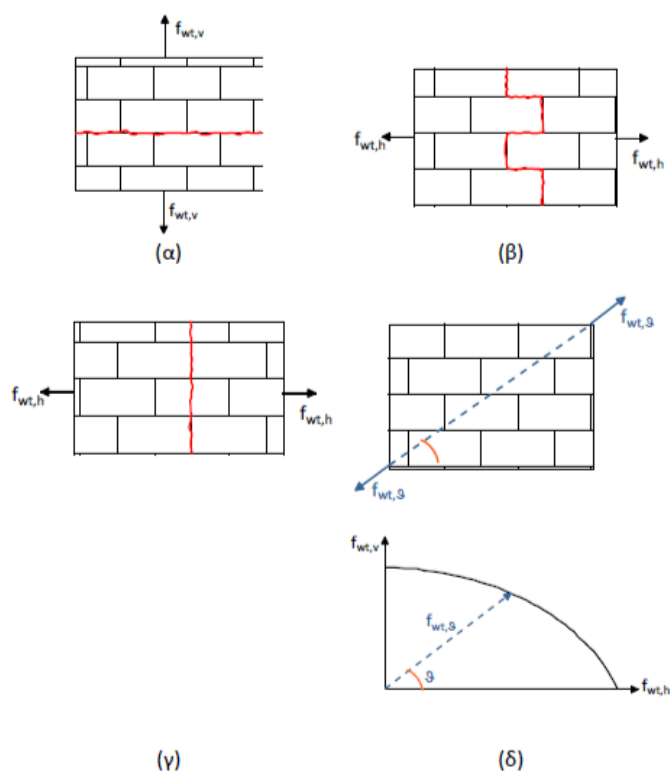 f_wt,v
f_wt,h
f_wt,h
f_wt,v
(α)
(β)
f_wt,θ
f_wt,h
f_wt,h
f_wt,θ
f_wt,v
f_wt,θ
θ
f_wt,h
(γ)
(δ)